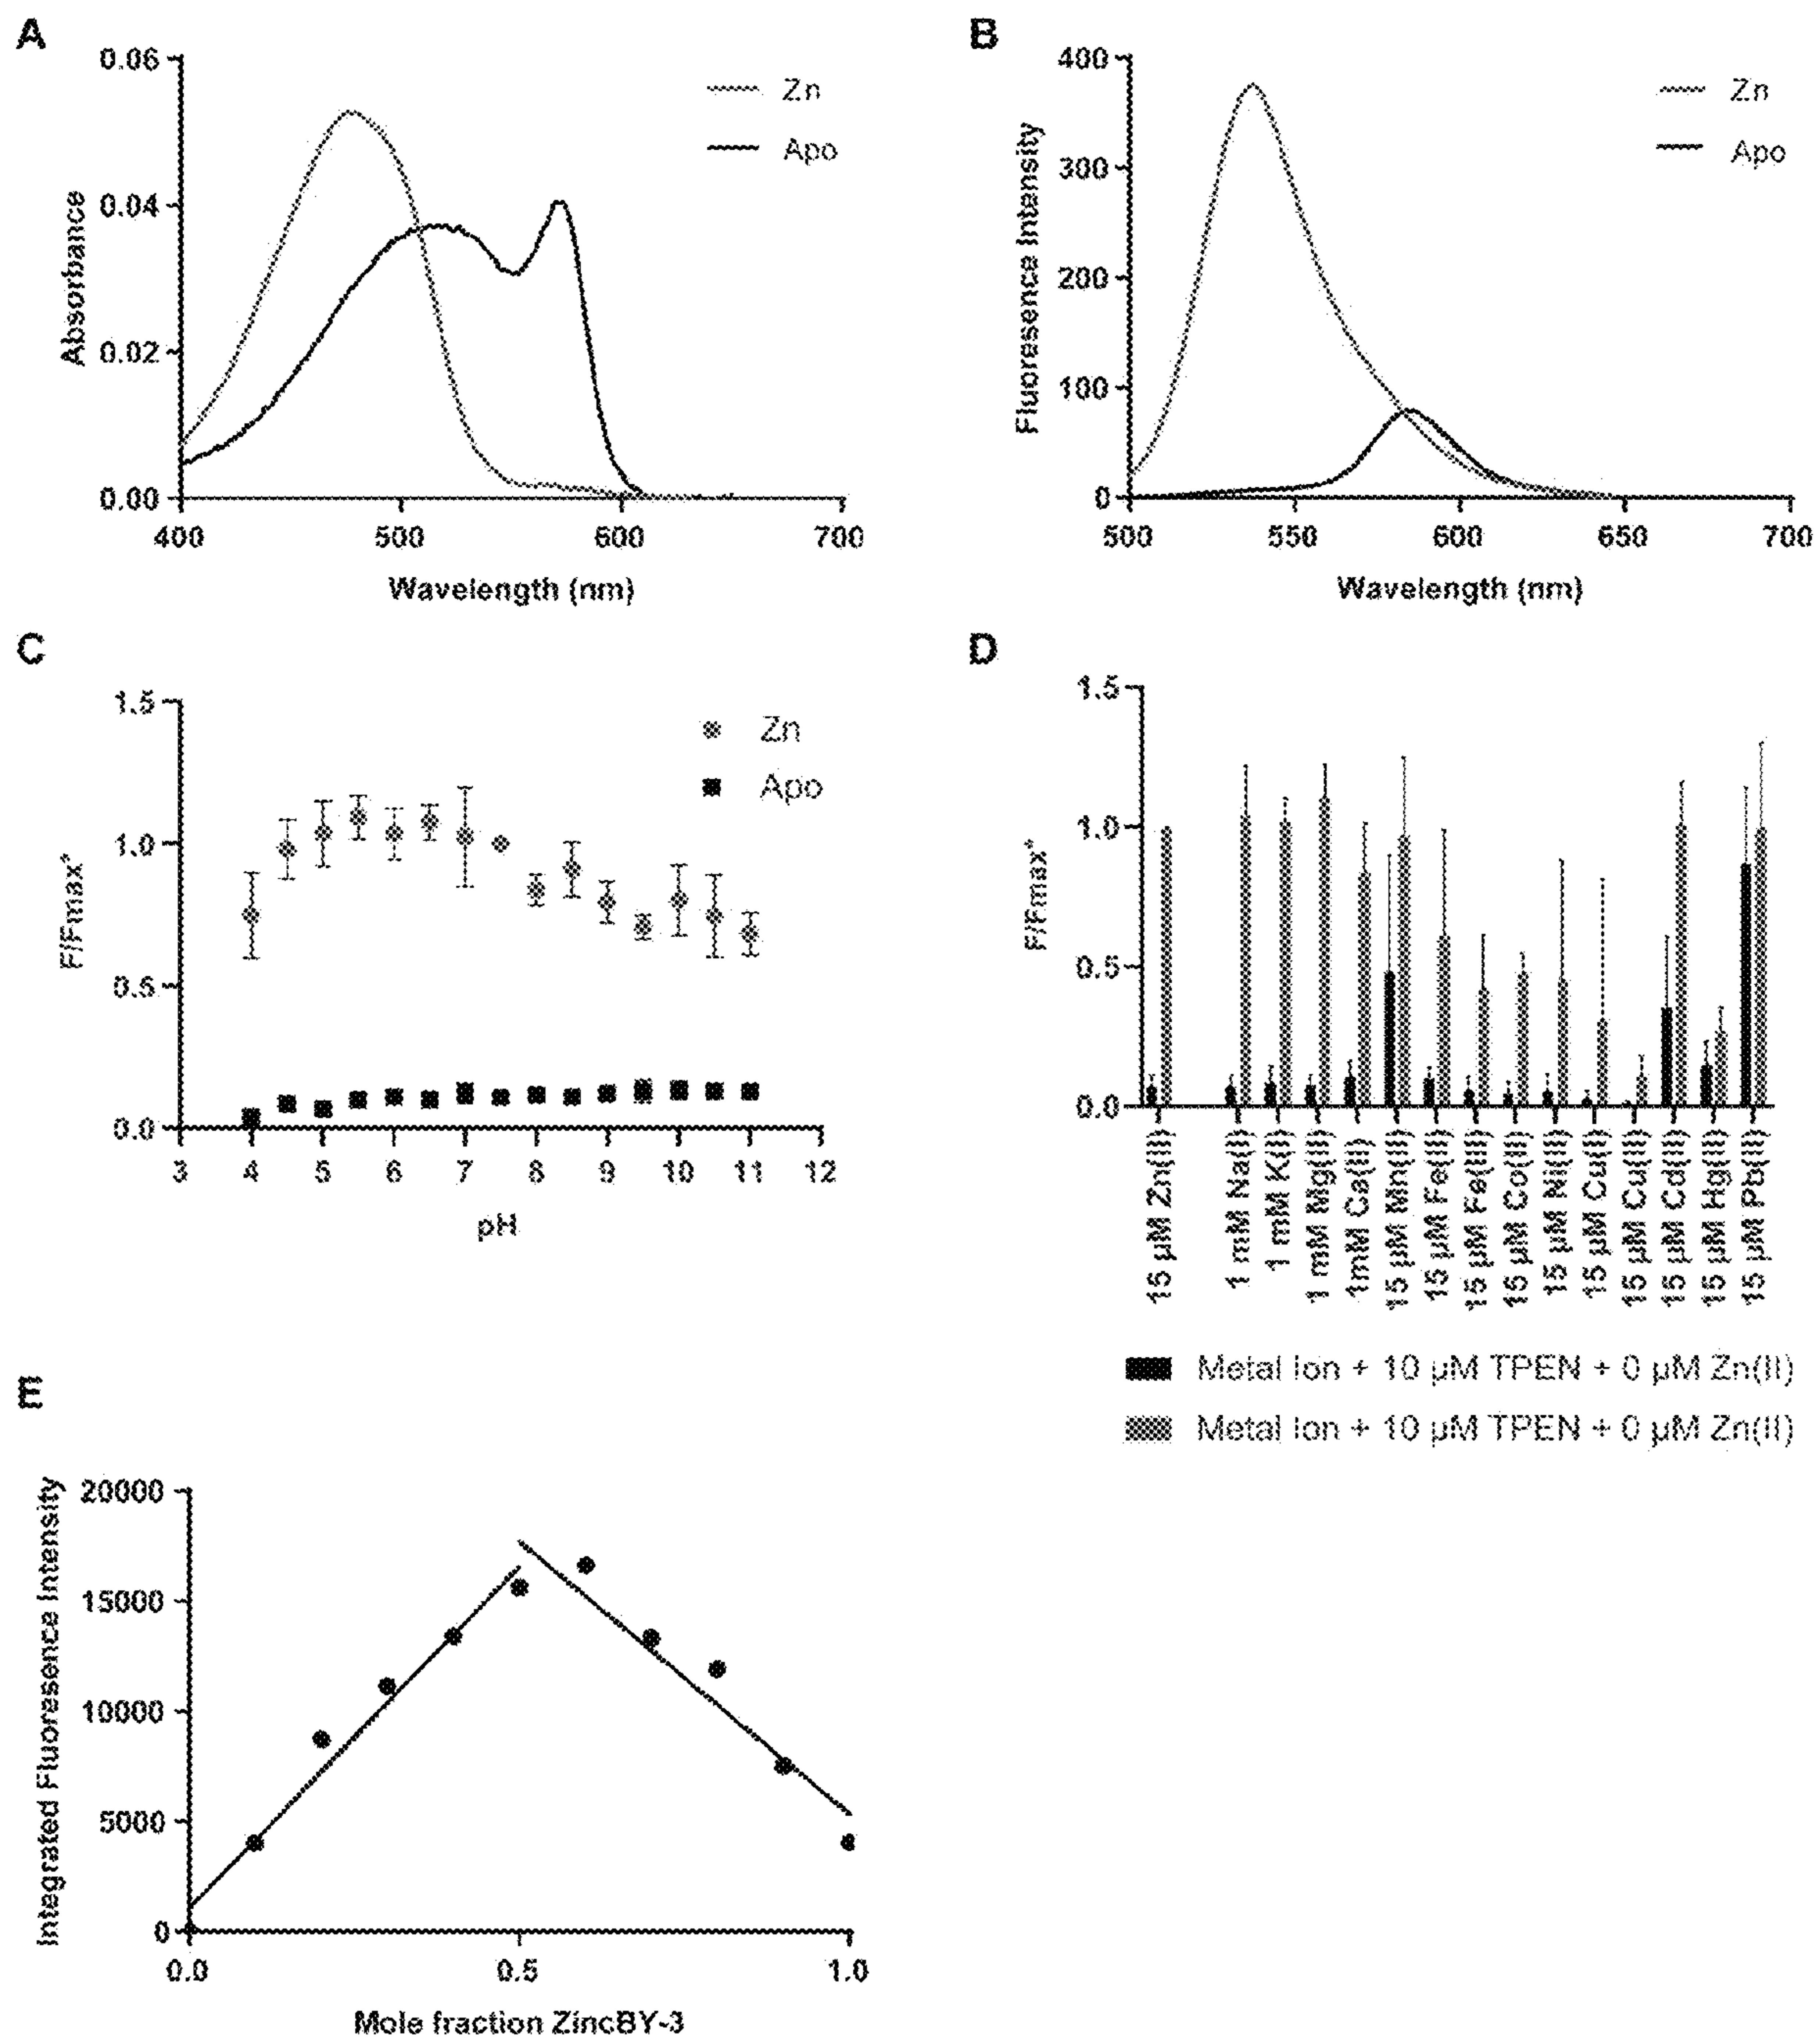 A
0.06
0.04
0.02
0.00
Absorbance
400
500
600
700
Wavelength (nm)
Zn
Apo
B
400
300
200
100
0
Fluoresence Intensity
500
550
600
650
700
Wavelength (nm)
Zn
Apo
C
1.5
1.0
0.5
0.0
F/Fmax*
3
4
5
6
7
8
9
10
11
12
pH
Zn
Apo
D
1.5
1.0
0.5
0.0
F/Fmax*
15 µM Zn(II)
1 mM Na(I)
1 mM K(I)
1 mM Mg(II)
1mM Ca(II)
15 µM Mn(II)
15 µM Fe(II)
15 µM Fe(III)
15 µM Co(II)
15 µM Ni(II)
15 µM Cu(I)
15 µM Cu(II)
15 µM Cd(II)
15 µM Hg(II)
15 µM Pb(II)
Metal Ion + 10 µM TPEN + 0 µM Zn(II)
Metal Ion + 10 µM TPEN + 0 µM Zn(II)
E
20000
15000
10000
5000
0
Integrated Fluoresence Intensity
0.0
0.5
1.0
Mole fraction ZincBY-3